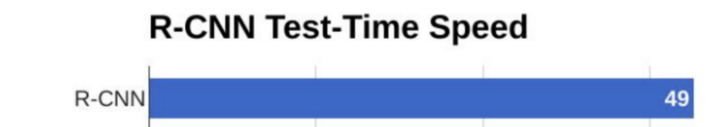 R-CNN Test-Time Speed
R-CNN 49